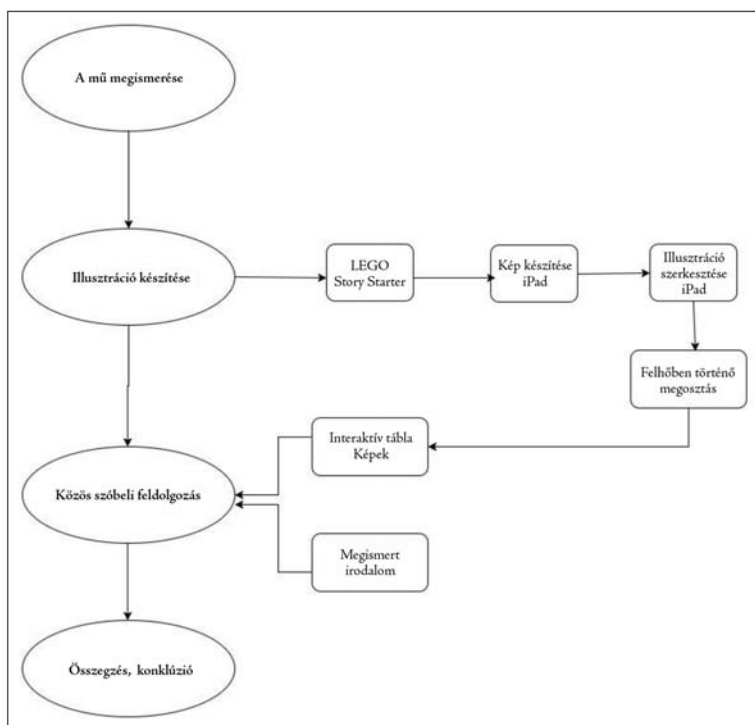 A mű megismerése
Illusztráció készítése
LEGO
Story Starter
Kép készítése
iPad
Illusztráció
szerkesztése
iPad
Felhőben történő
megosztás
Interaktív tábla
Képek
Közös szóbeli feldolgozás
Megismert
irodalom
Összegzés, konklúzió